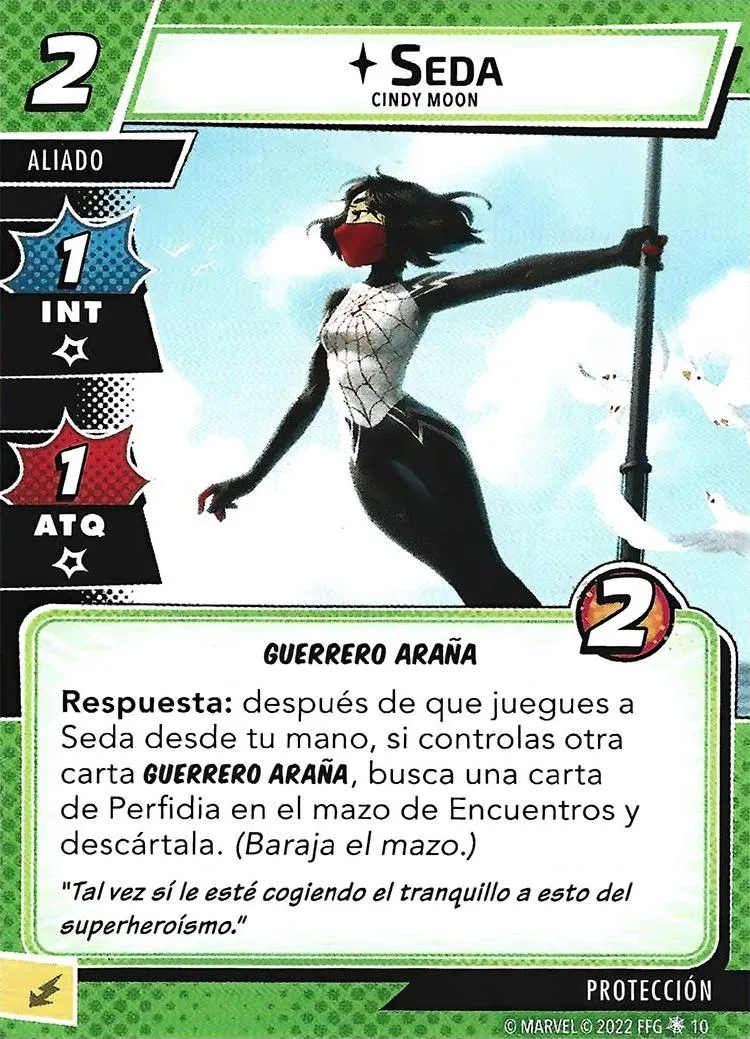 2
SEDA
CINDY MOON
ALIADO
1
INT
1
ATQ
2
GUERRERO ARAÑA
Respuesta: después de que juegues a
Seda desde tu mano, si controlas otra
carta GUERRERO ARAÑA, busca una carta
de Perfidia en el mazo de Encuentros y
descártala. (Baraja el mazo.)
"Tal vez sí le esté cogiendo el tranquillo a esto del
superheroísmo."
PROTECCIÓN
© MARVEL © 2022 FFG 10